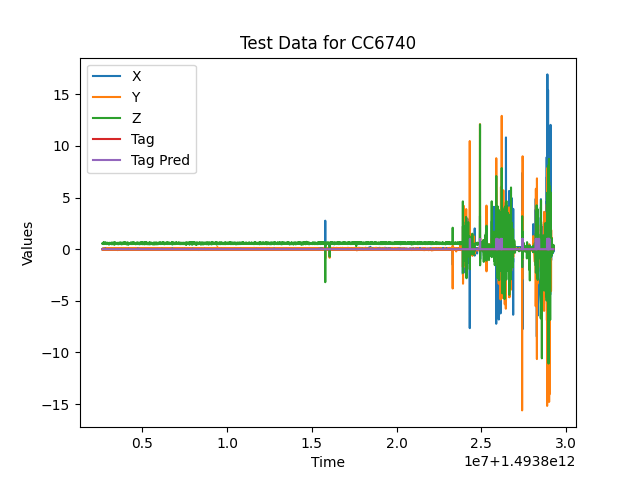 Test Data for CC6740
X
Y
Z
Tag
Tag Pred
Values
15
10
5
0
−5
−10
−15
0.5 1.0 1.5 2.0 2.5 3.0
Time
1e7+1.4938e12